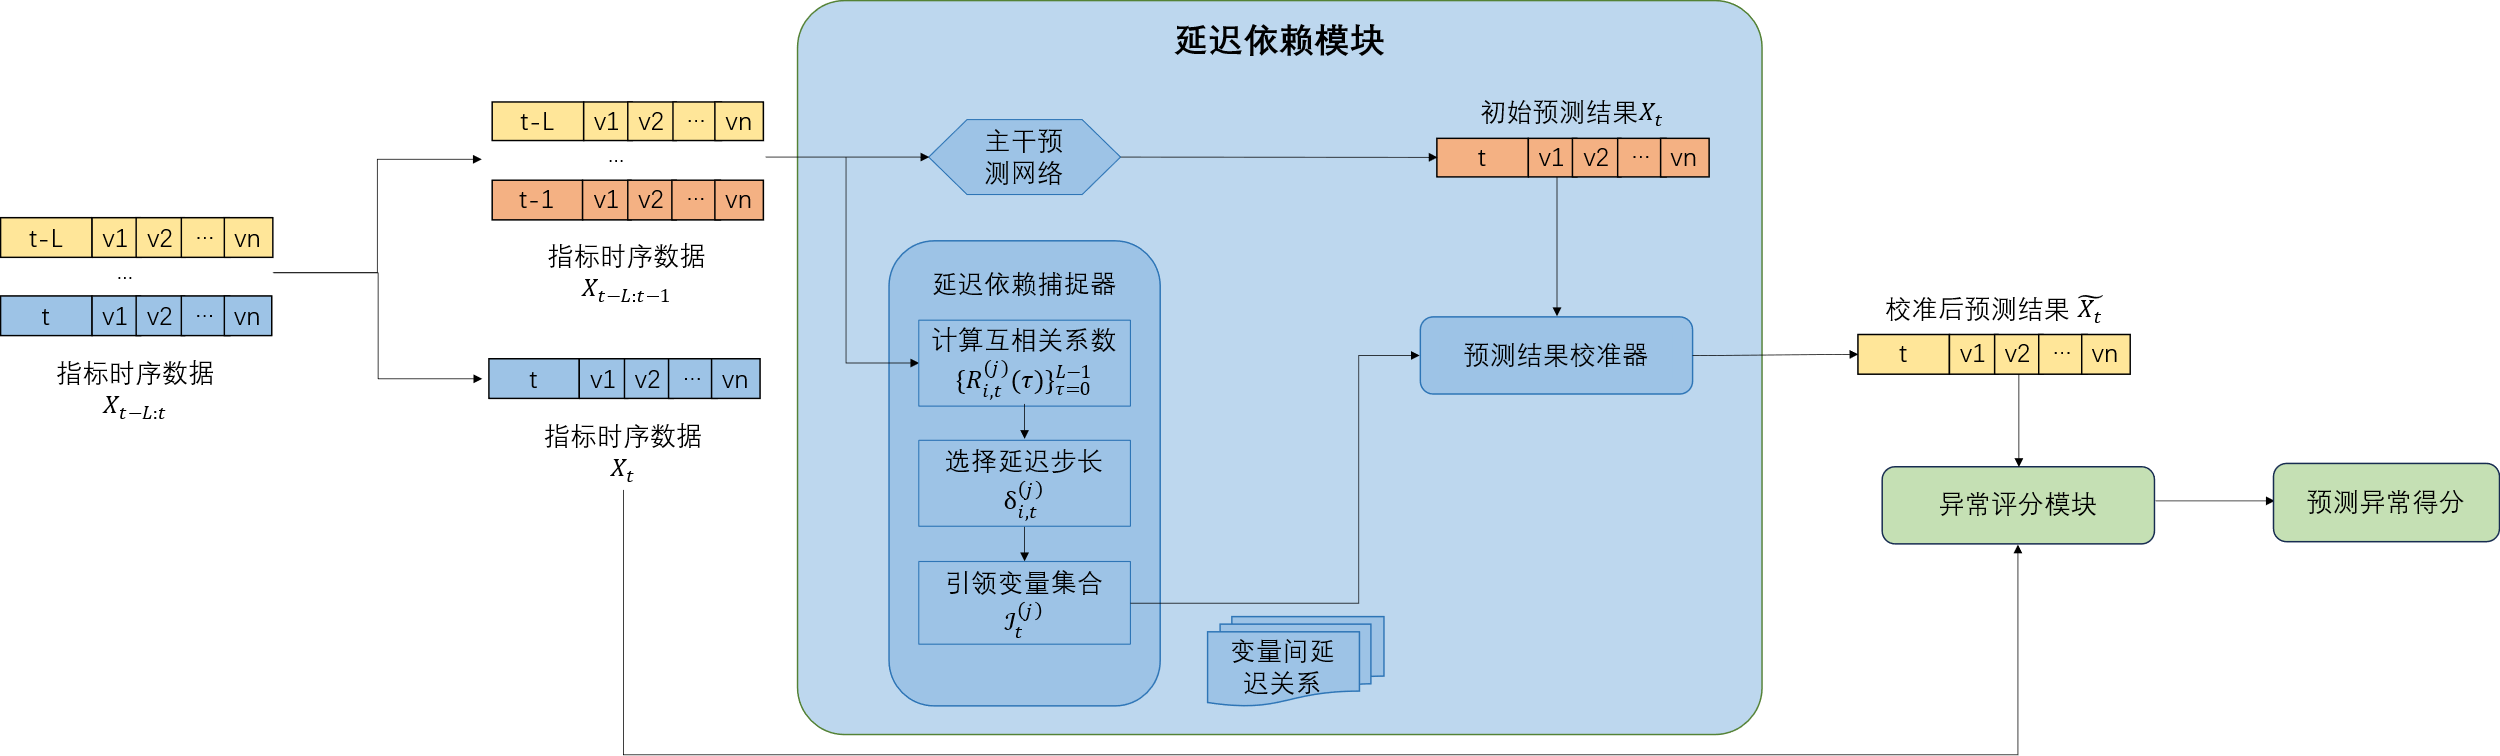 延迟依赖模块
t-L v1 v2 ... vn
...
t v1 v2 ... vn
指标时序数据
X_{t−L:t}
t-L v1 v2 ... vn
...
t-1 v1 v2 ... vn
指标时序数据
X_{t−L:t−1}
t v1 v2 ... vn
指标时序数据
X_t
主干预
测网络
延迟依赖捕捉器
计算互相关系数
{R_{i,t}^{(j)}(τ)}_{τ=0}^{L−1}
选择延迟步长
δ_{i,t}^{(j)}
引领变量集合
ℐ_t^{(j)}
变量间延
迟关系
初始预测结果X_t
t v1 v2 ... vn
预测结果校准器
校准后预测结果 \widetilde{X_t}
t v1 v2 ... vn
异常评分模块
预测异常得分